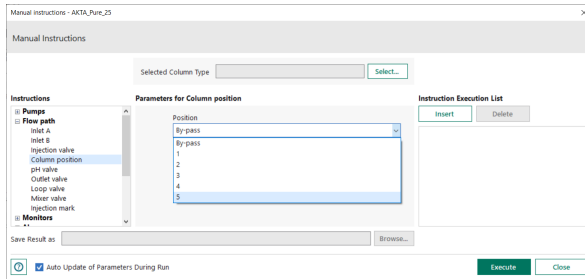 Manual instructions - AKTA_Pure_25
Manual Instructions
Selected Column Type
Select...
Instructions
Pumps
Flow path
Inlet A
Inlet B
Injection valve
Column position
pH valve
Outlet valve
Loop valve
Mixer valve
Injection mark
Monitors
Parameters for Column position
Position
By-pass
By-pass
1
2
3
4
5
Instruction Execution List
Insert
Delete
Save Result as
Browse...
Auto Update of Parameters During Run
Execute
Close